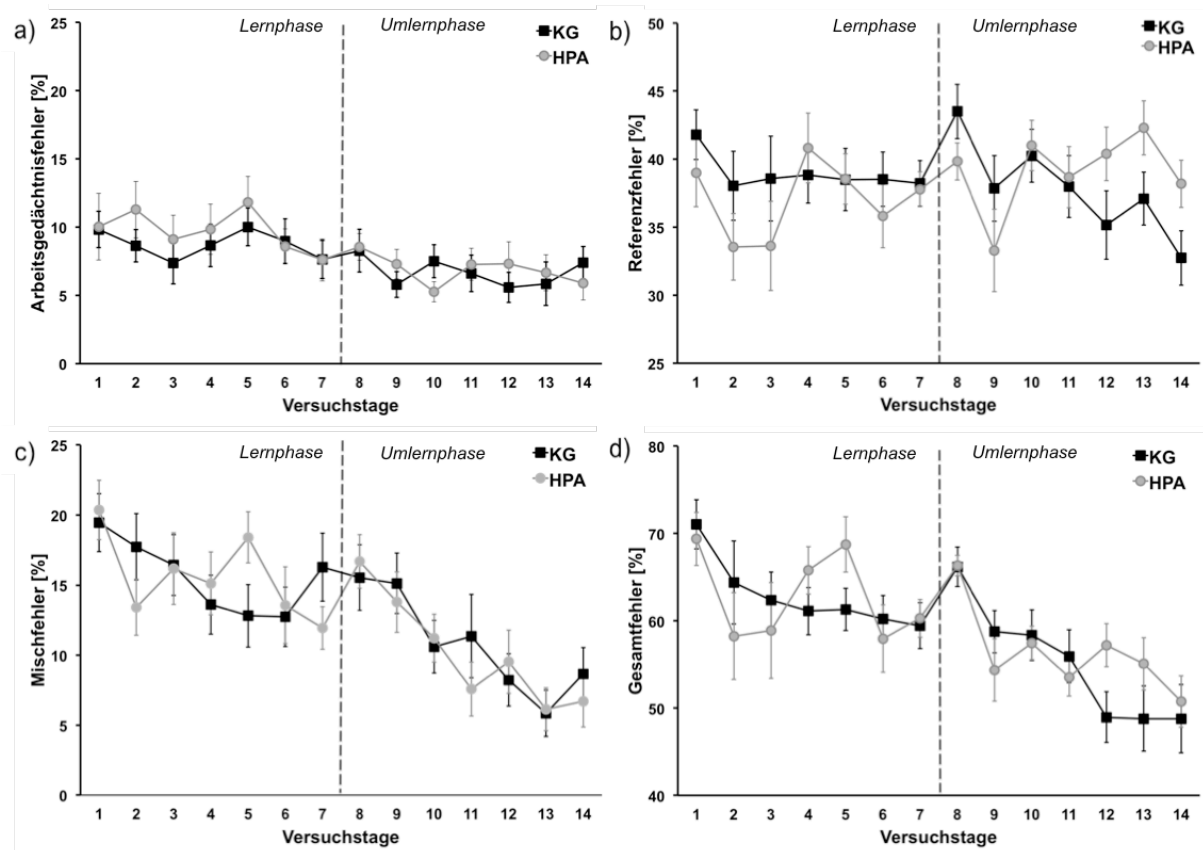 a)
Lernphase
Umlernphase
KG
HPA
Arbeitsgedächtnisfehler [%]
25
20
15
10
5
0
1 2 3 4 5 6 7 8 9 10 11 12 13 14
Versuchstage
b)
Lernphase
Umlernphase
KG
HPA
Referenzfehler [%]
50
45
40
35
30
25
1 2 3 4 5 6 7 8 9 10 11 12 13 14
Versuchstage
c)
Lernphase
Umlernphase
KG
HPA
Mischfehler [%]
25
20
15
10
5
0
1 2 3 4 5 6 7 8 9 10 11 12 13 14
Versuchstage
d)
Lernphase
Umlernphase
KG
HPA
Gesamtfehler [%]
80
70
60
50
40
1 2 3 4 5 6 7 8 9 10 11 12 13 14
Versuchstage